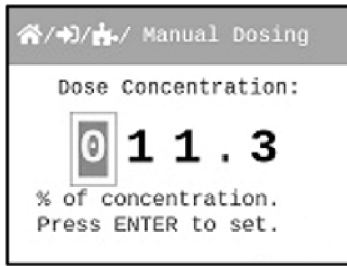 / / / Manual Dosing
Dose Concentration:
011.3
% of concentration.
Press ENTER to set.